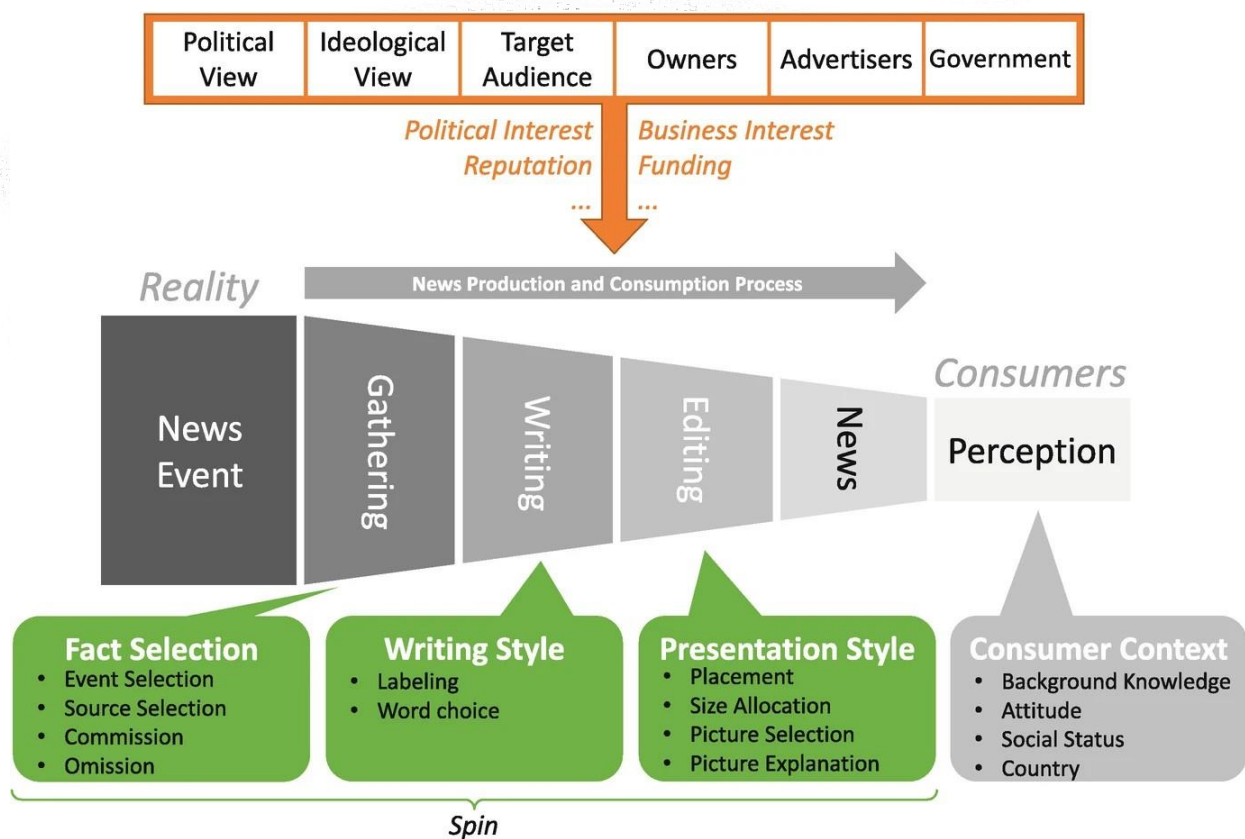 Political View
Ideological View
Target Audience
Owners
Advertisers
Government
Political Interest
Reputation
...
Business Interest
Funding
...
Reality
News Production and Consumption Process
Consumers
News Event
Gathering
Writing
Editing
News
Perception
Fact Selection
• Event Selection
• Source Selection
• Commission
• Omission
Writing Style
• Labeling
• Word choice
Presentation Style
• Placement
• Size Allocation
• Picture Selection
• Picture Explanation
Consumer Context
• Background Knowledge
• Attitude
• Social Status
• Country
Spin